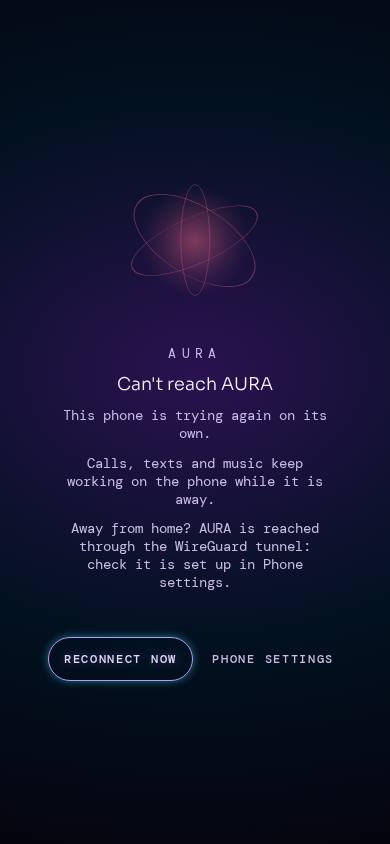 AURA
Can't reach AURA
This phone is trying again on its
own.
Calls, texts and music keep
working on the phone while it is
away.
Away from home? AURA is reached
through the WireGuard tunnel:
check it is set up in Phone
settings.
RECONNECT NOW
PHONE SETTINGS